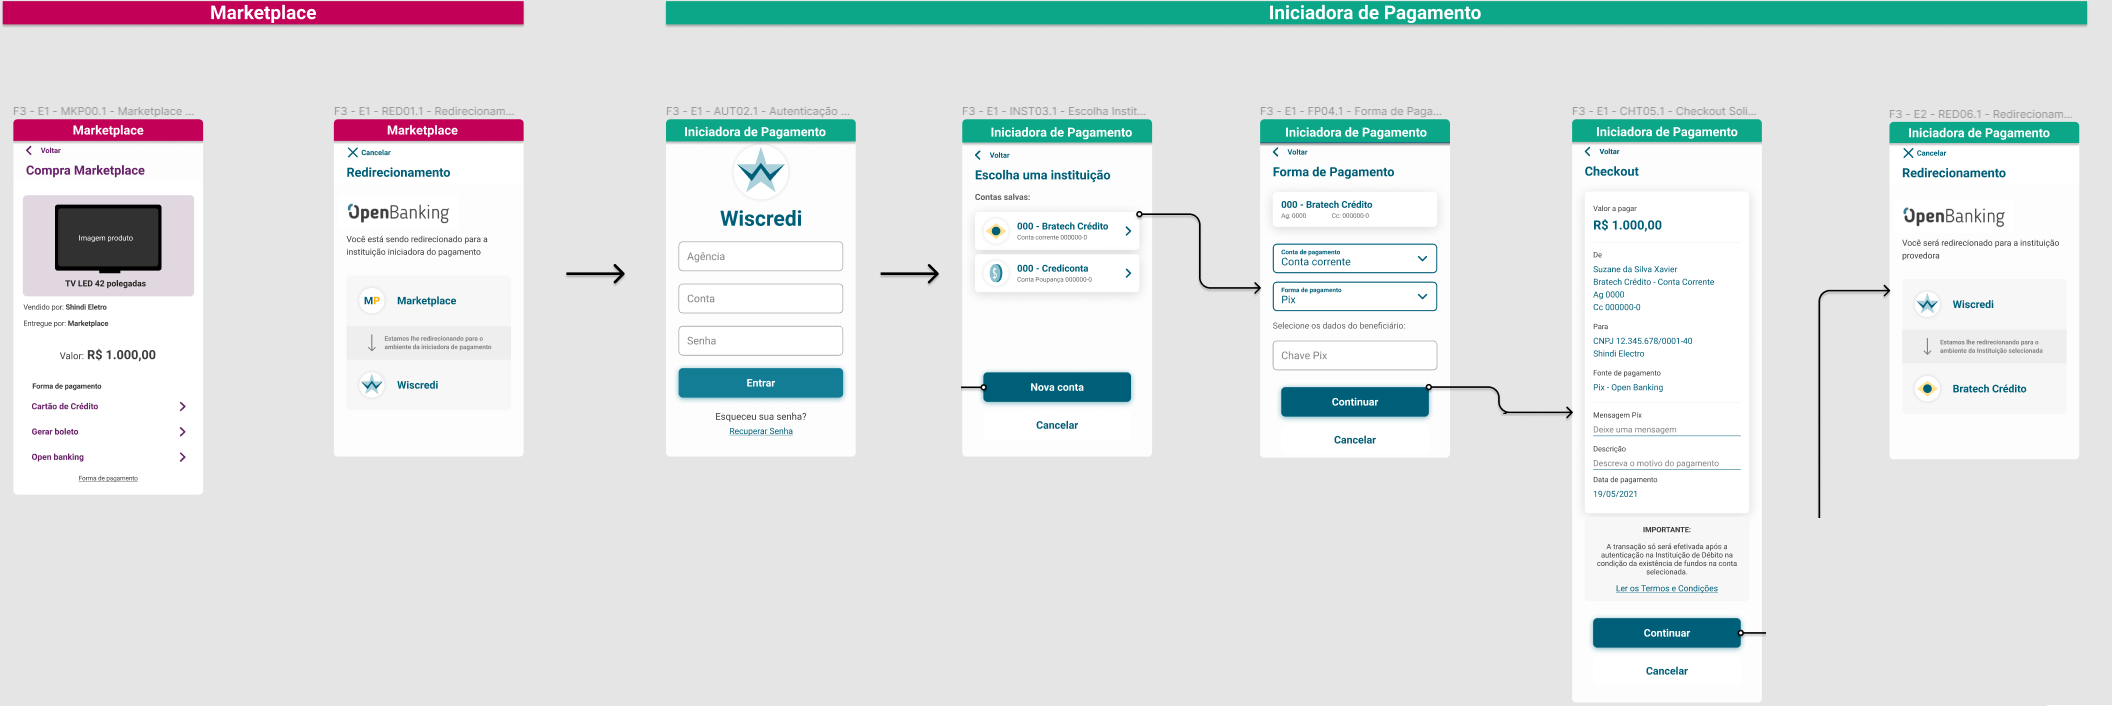 Marketplace
Iniciadora de Pagamento
F3 - E1 - MKP00.1 - Marketplace ...
Marketplace
Voltar
Compra Marketplace
Imagem produto
TV LED 42 polegadas
Vendido por: Shindi Eletro
Entregue por: Marketplace
Valor: R$ 1.000,00
Forma de pagamento
Cartão de Crédito
Gerar boleto
Open banking
Forma de pagamento
F3 - E1 - RED01.1 - Redirecionam...
Marketplace
Cancelar
Redirecionamento
OpenBanking
Você está sendo redirecionado para a
instituição iniciadora do pagamento
MP Marketplace
Estamos lhe redirecionando para o
ambiente da iniciadora de pagamento
Wiscredi
F3 - E1 - AUT02.1 - Autenticação ...
Iniciadora de Pagamento
Wiscredi
Agência
Conta
Senha
Entrar
Esqueceu sua senha?
Recuperar Senha
F3 - E1 - INST03.1 - Escolha Instit...
Iniciadora de Pagamento
Voltar
Escolha uma instituição
Contas salvas:
000 - Bratech Crédito
Conta corrente 000000-0
000 - Crediconta
Conta Poupança 000000-0
Nova conta
Cancelar
F3 - E1 - FP04.1 - Forma de Paga...
Iniciadora de Pagamento
Voltar
Forma de Pagamento
000 - Bratech Crédito
Ag: 0000 Cc: 000000-0
Conta de pagamento
Conta corrente
Forma de pagamento
Pix
Selecione os dados do beneficiário:
Chave Pix
Continuar
Cancelar
F3 - E1 - CHT05.1 - Checkout Soli...
Iniciadora de Pagamento
Voltar
Checkout
Valor a pagar
R$ 1.000,00
De
Suzane da Silva Xavier
Bratech Crédito - Conta Corrente
Ag 0000
Cc 000000-0
Para
CNPJ 12.345.678/0001-40
Shindi Electro
Fonte de pagamento
Pix - Open Banking
Mensagem Pix
Deixe uma mensagem
Descrição
Descreva o motivo do pagamento
Data de pagamento
19/05/2021
IMPORTANTE:
A transação só será efetivada após a
autenticação na Instituição de Débito na
condição da existência de fundos na conta
selecionada.
Ler os Termos e Condições
Continuar
Cancelar
F3 - E2 - RED06.1 - Redirecionam...
Iniciadora de Pagamento
Cancelar
Redirecionamento
OpenBanking
Você será redirecionado para a instituição
provedora
Wiscredi
Estamos lhe redirecionando para o
ambiente da Instituição selecionada
Bratech Crédito